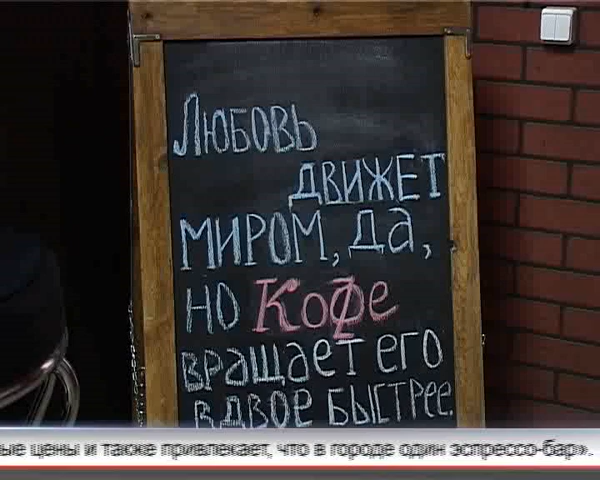 Любовь
движет
миром, да,
но Кофе
вращает его
вдвое быстрее.
ые цены и также привлекает, что в городе один эспрессо-бар».